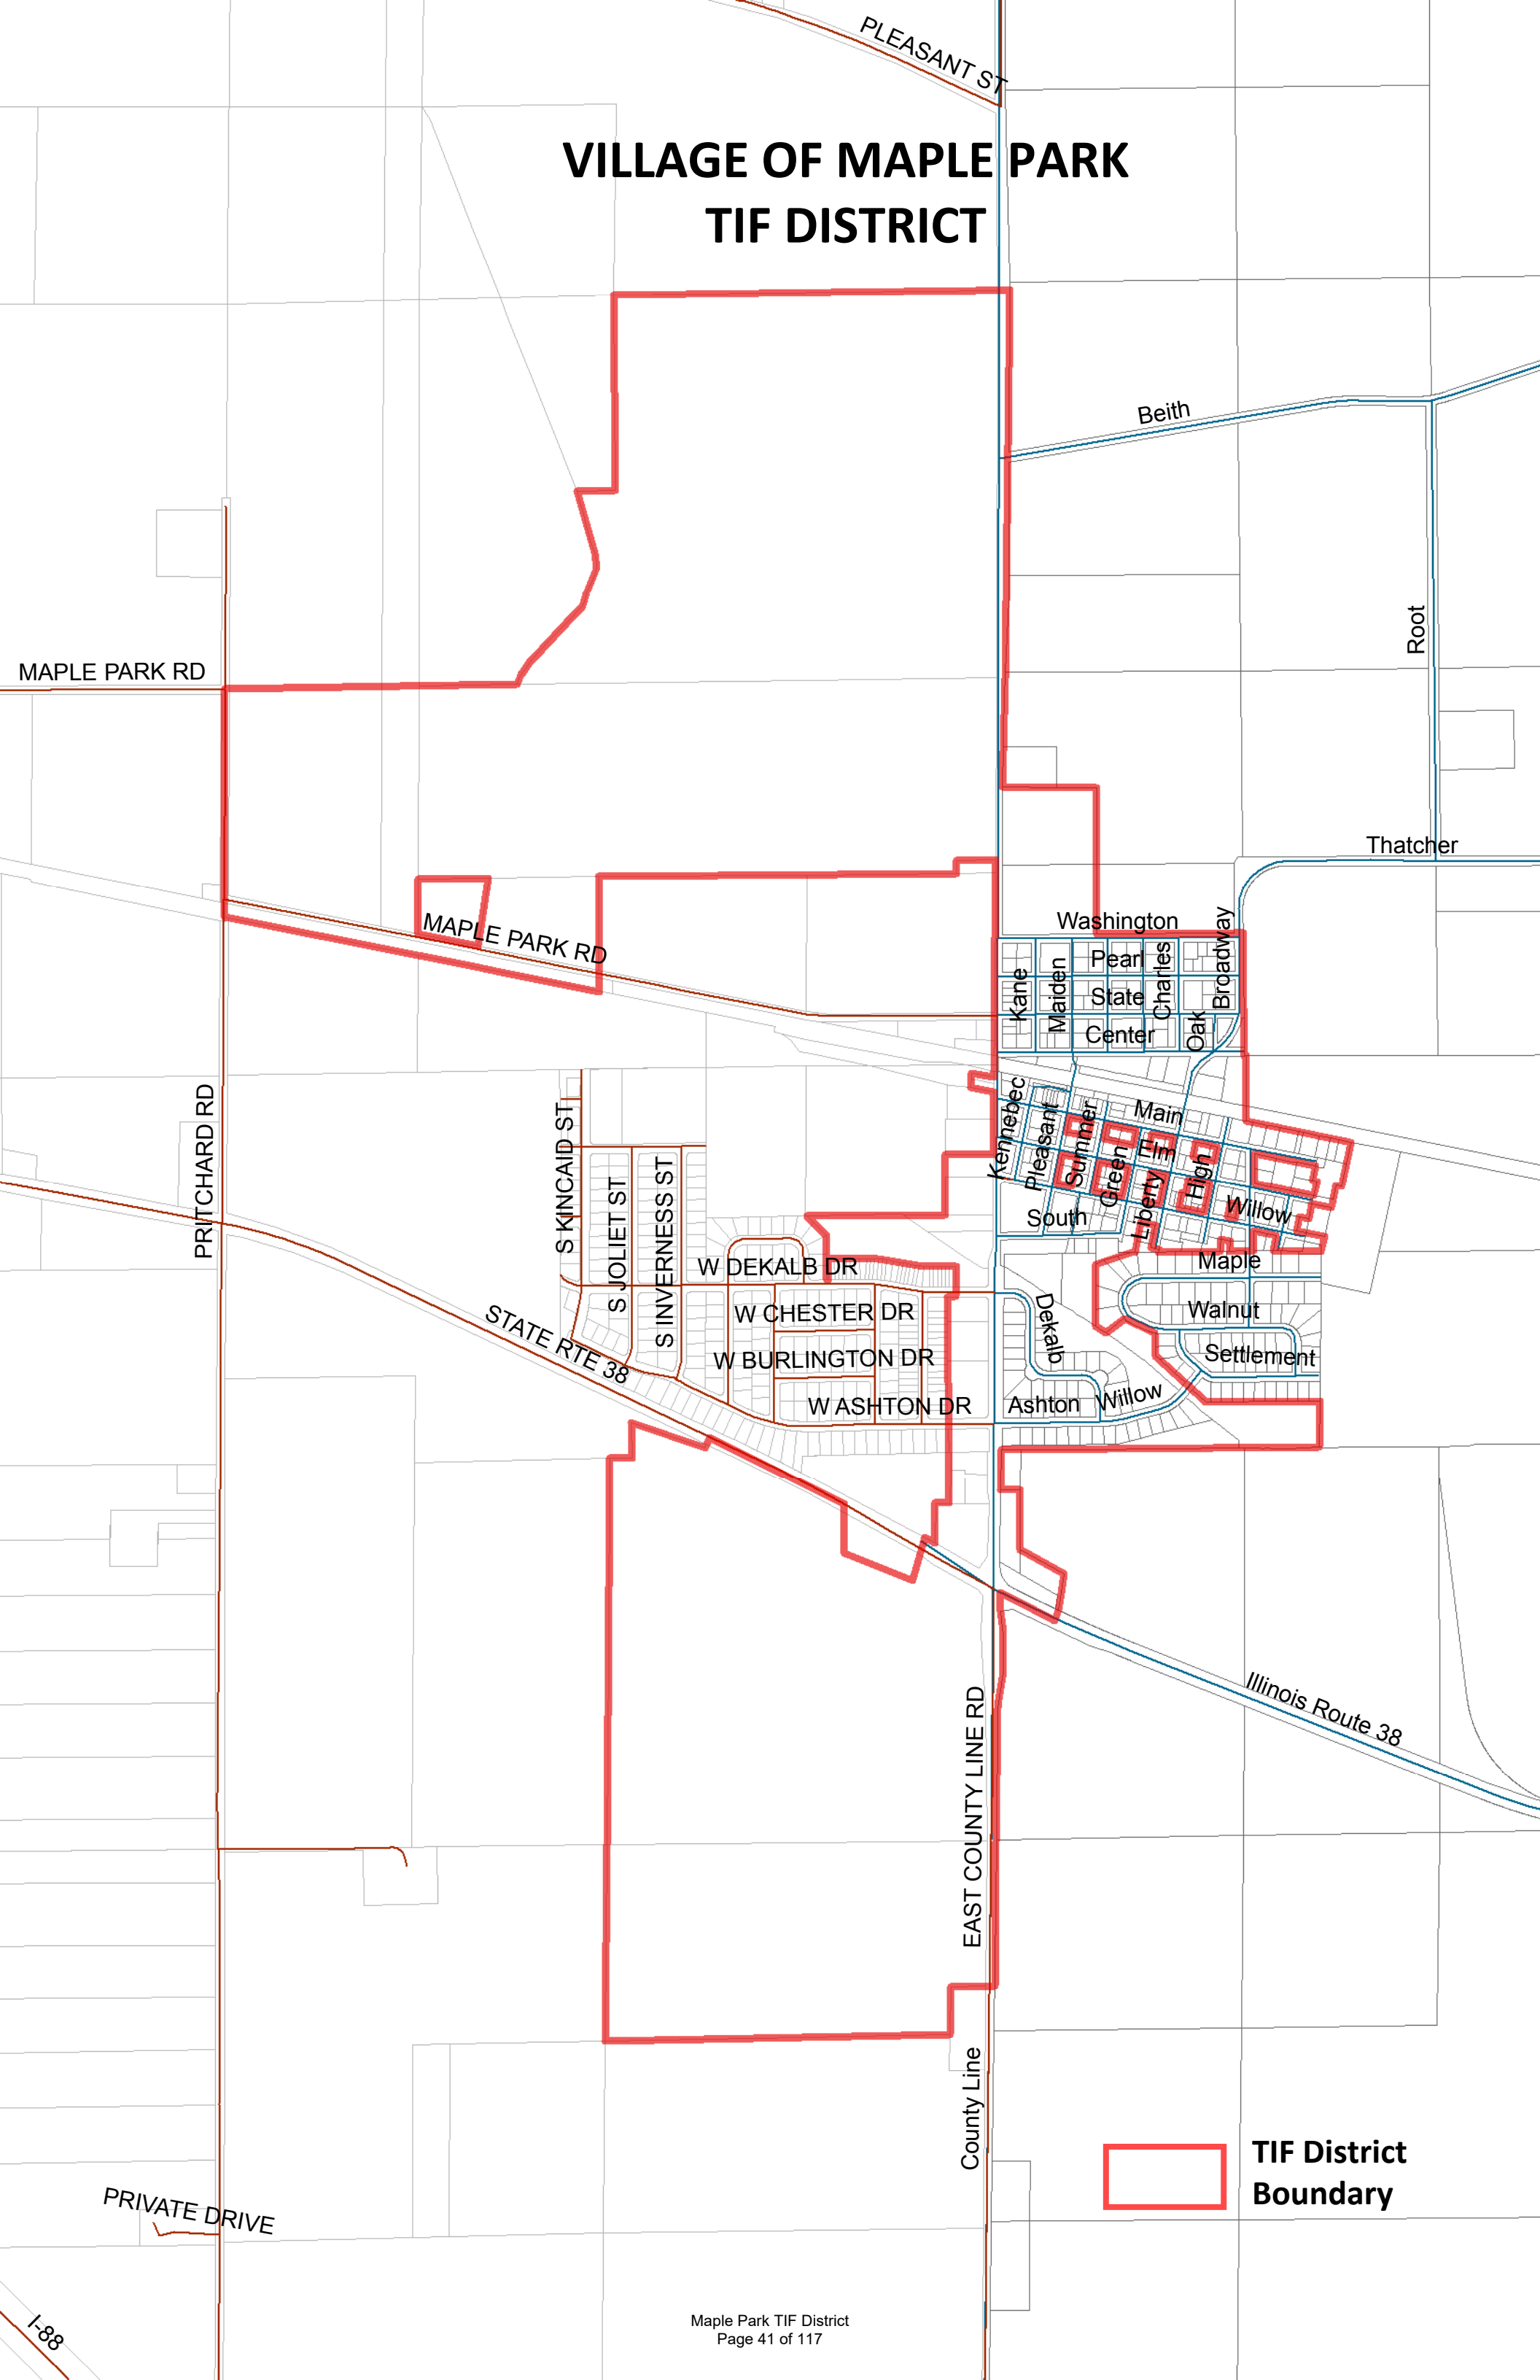 PLEASANT ST
VILLAGE OF MAPLE PARK
TIF DISTRICT
Beith
Root
MAPLE PARK RD
Thatcher
MAPLE PARK RD
Washington
Broadway
Pearl
Charles
Kane
Maiden
State
Center
Oak
PRITCHARD RD
S KINCAID ST
Kennebec
Pleasant
Summer
Main
Elm
Green
High
Liberty
South
Willow
S JOLIET ST
S INVERNESS ST
W DEKALB DR
Maple
W CHESTER DR
Dekalb
Walnut
STATE RTE 38
W BURLINGTON DR
Settlement
W ASHTON DR
Ashton
Willow
Illinois Route 38
EAST COUNTY LINE RD
County Line
TIF District
Boundary
PRIVATE DRIVE
I-88
Maple Park TIF District
Page 41 of 117